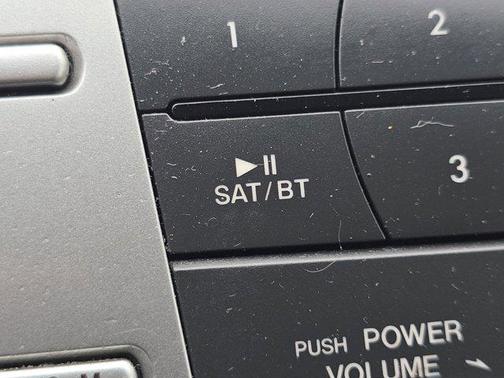 1
2
▶II
SAT/BT
3
PUSH POWER
VOLUME